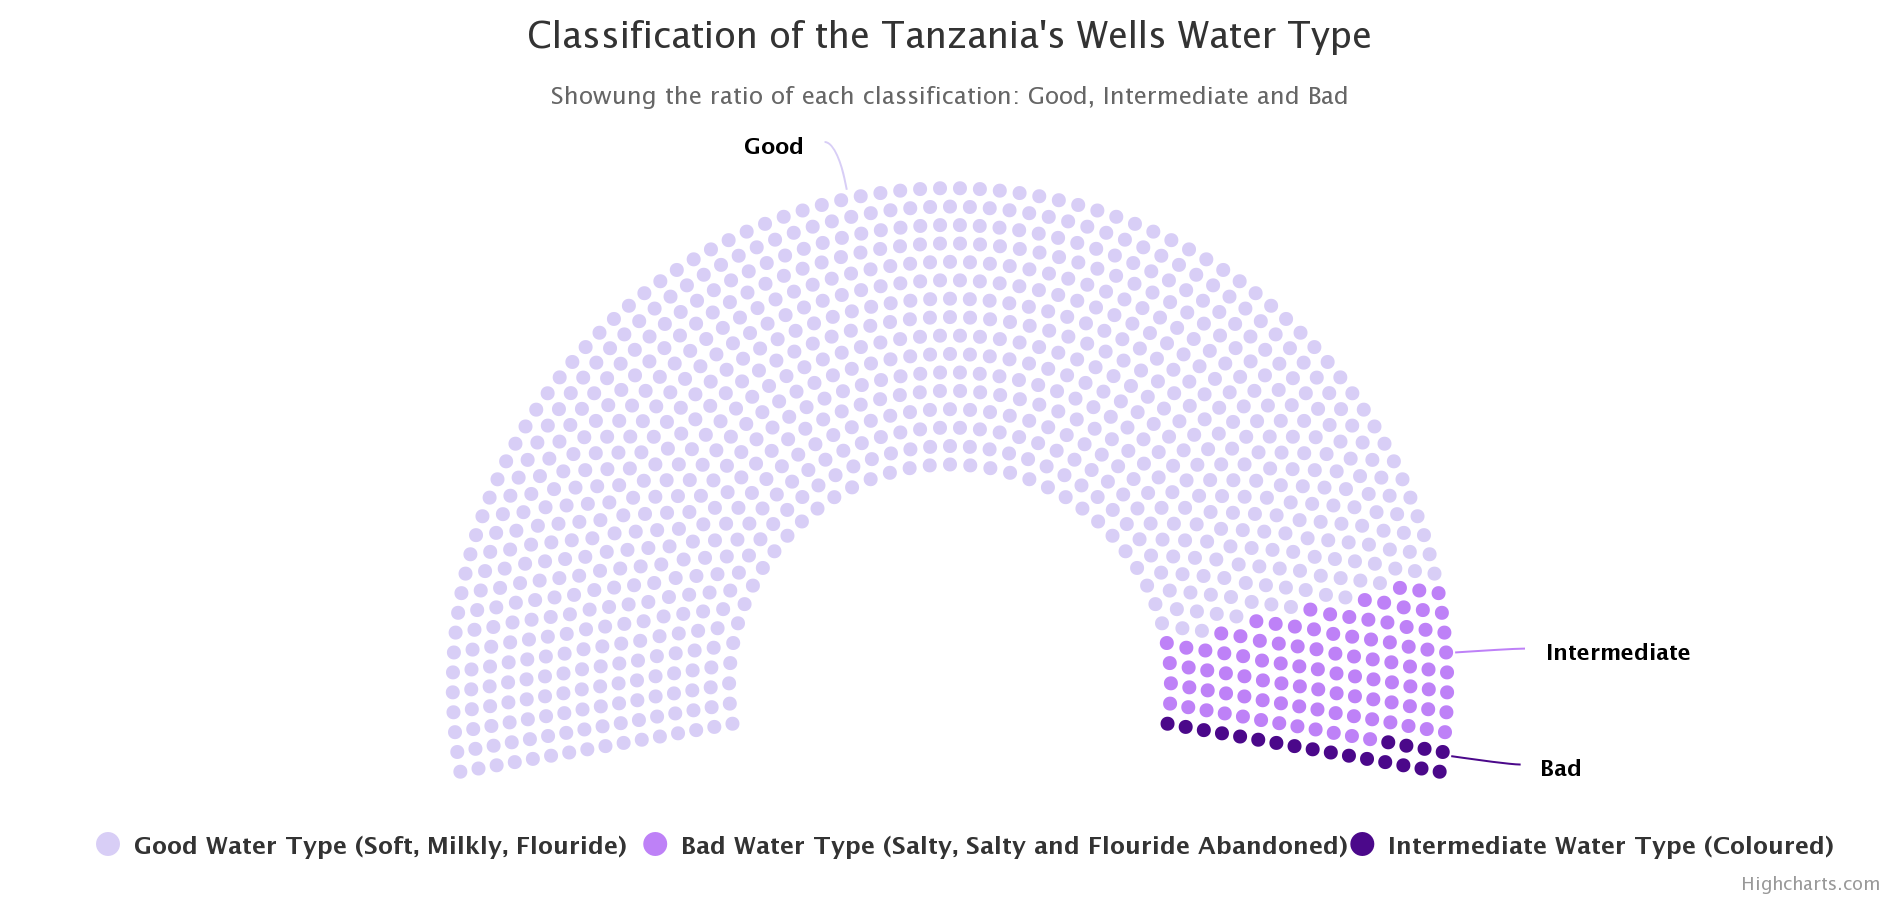 Classification of the Tanzania's Wells Water Type
Showung the ratio of each classification: Good, Intermediate and Bad
Good
Intermediate
Bad
Good Water Type (Soft, Milkly, Flouride)
Bad Water Type (Salty, Salty and Flouride Abandoned)
Intermediate Water Type (Coloured)
Highcharts.com